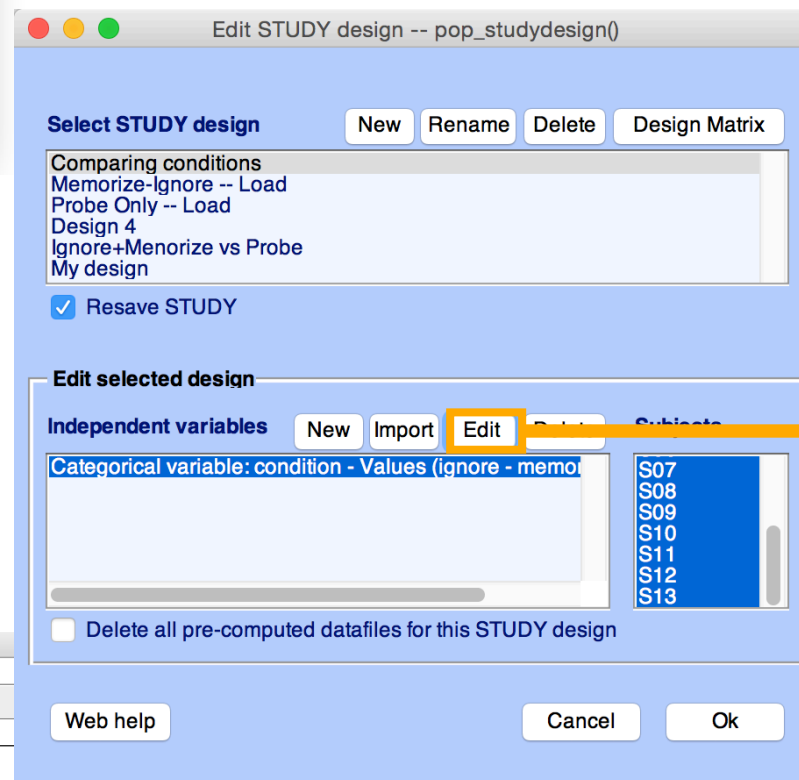 Edit STUDY design -- pop_studydesign()
Select STUDY design New Rename Delete Design Matrix
Comparing conditions
Memorize-Ignore -- Load
Probe Only -- Load
Design 4
Ignore+Menorize vs Probe
My design
Resave STUDY
Edit selected design
Independent variables New Import Edit
Categorical variable: condition - Values (ignore - memor
S07
S08
S09
S10
S11
S12
S13
Delete all pre-computed datafiles for this STUDY design
Web help Cancel Ok